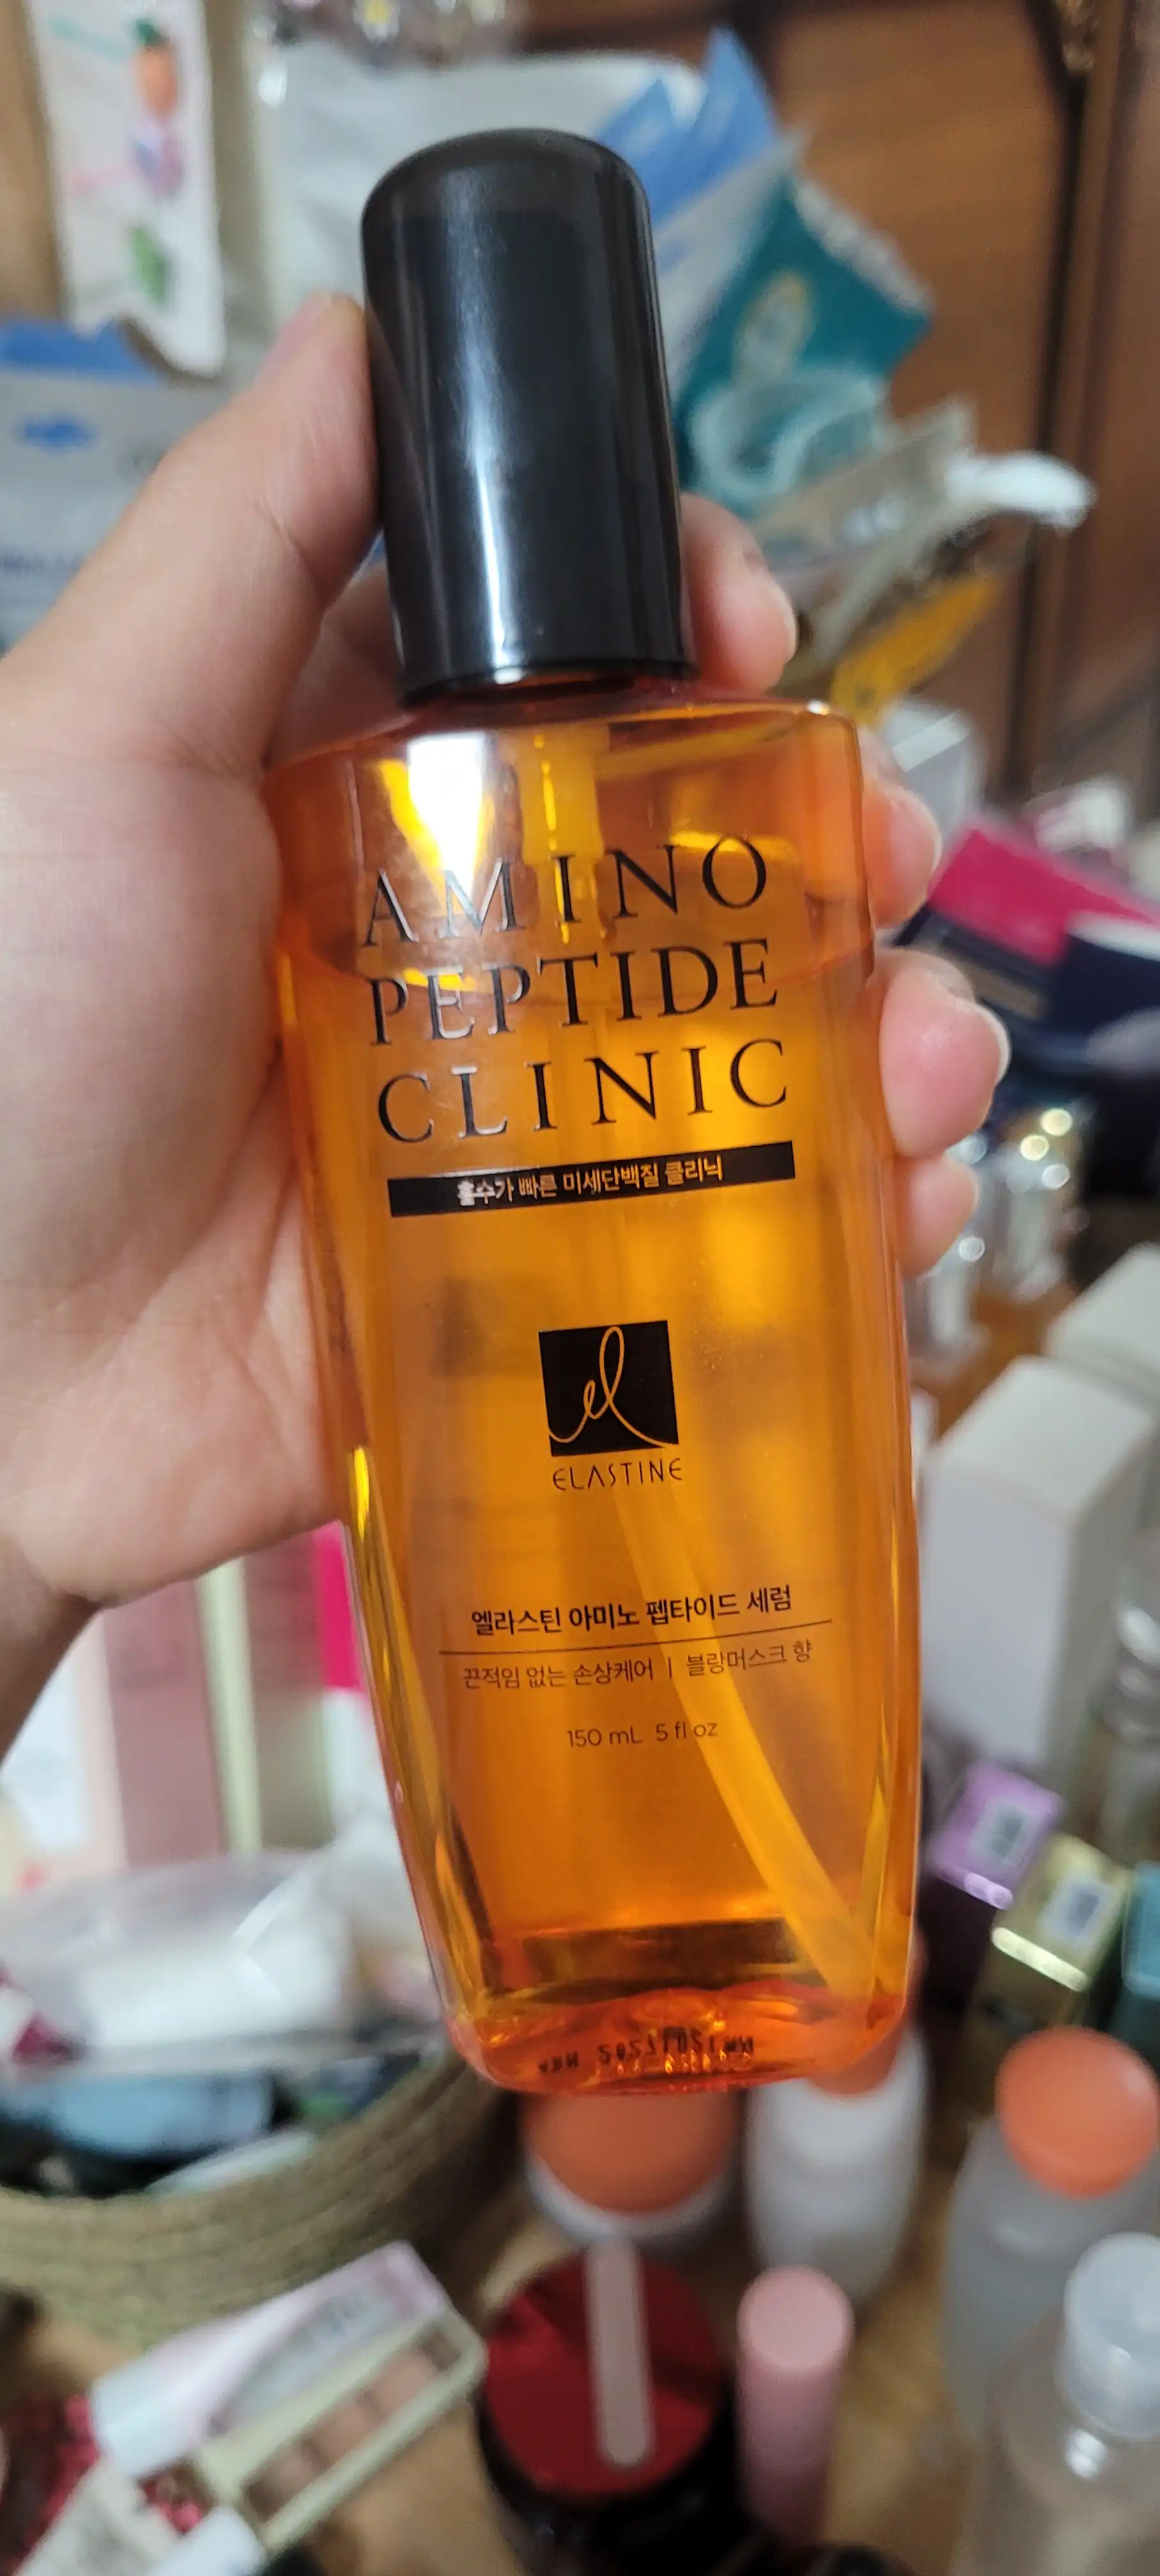 AMINO
PEPTIDE
CLINIC
흡수가 빠른 미세단백질 클리닉
el
ELASTINE
엘라스틴 아미노 펩타이드 세럼
끈적임 없는 손상케어 | 블랑머스크 향
150 mL 5 fl oz